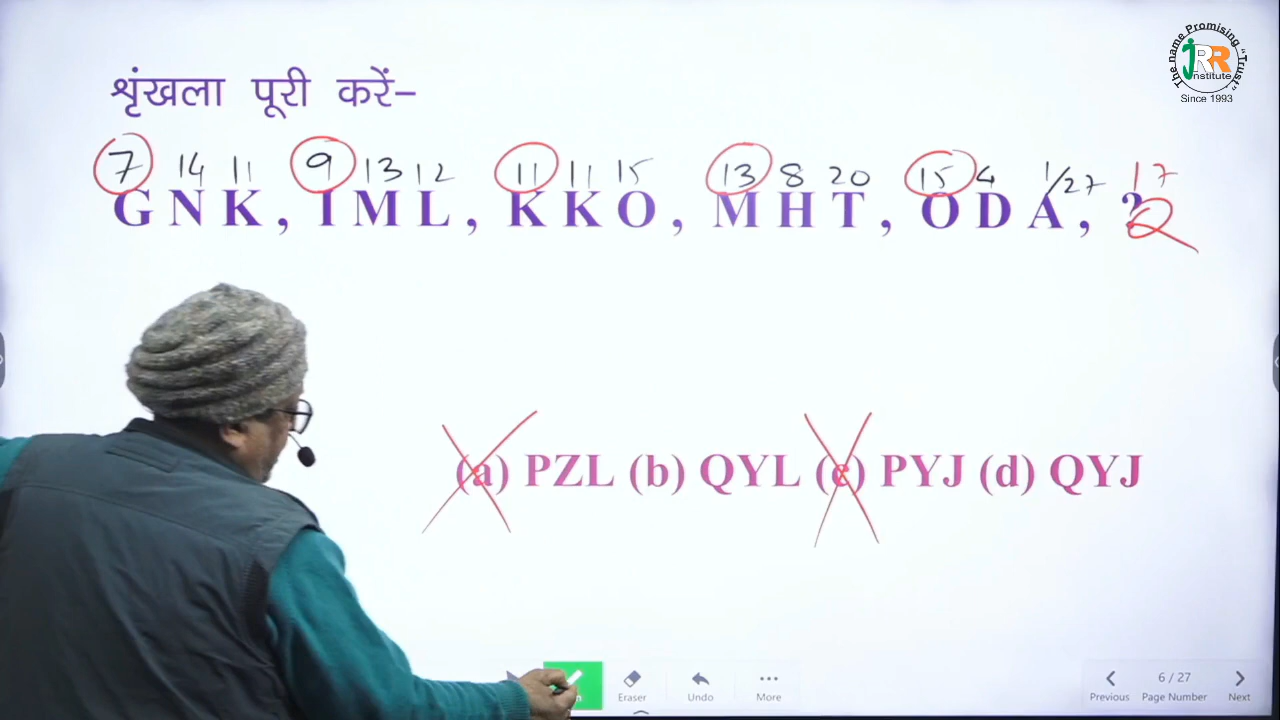 The name Promising "Trust"
JRR
institute
Since 1993
श्रृंखला पूरी करें–
7 14 11 9 13 12 11 11 15 13 8 20 15 4 1/27 17
G N K , I M L , K K O , M H T , O D A , ?
Q
(a) PZL (b) QYL (c) PYJ (d) QYJ
Eraser Undo More
6 / 27
Previous Page Number Next